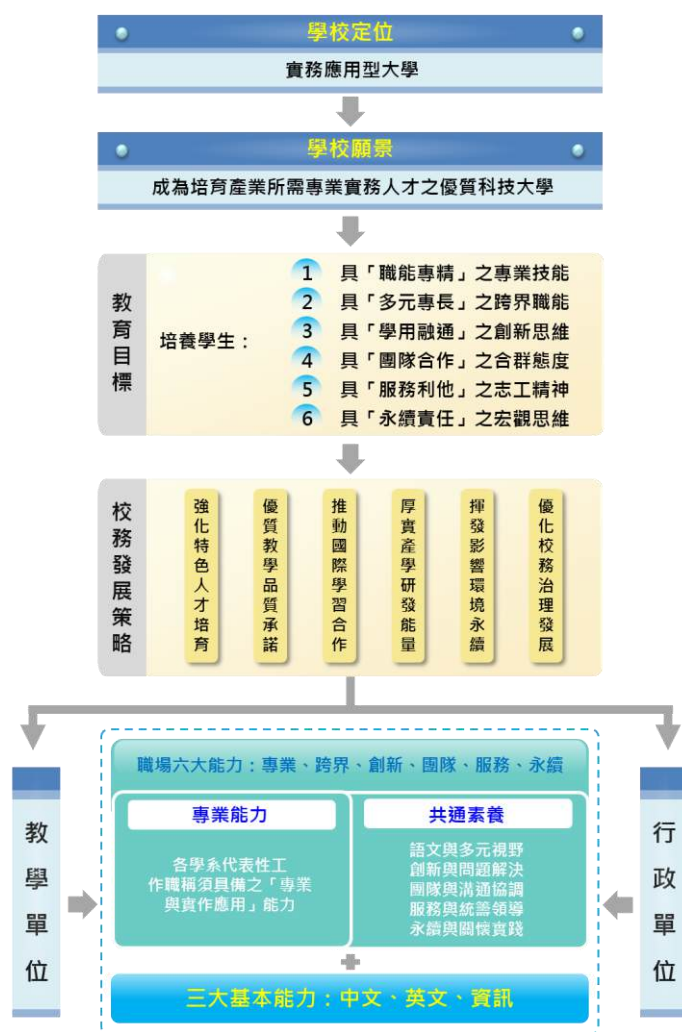 學校定位
實務應用型大學
學校願景
成為培育產業所需專業實務人才之優質科技大學
教育目標
培養學生：
1 具「職能專精」之專業技能
2 具「多元專長」之跨界職能
3 具「學用融通」之創新思維
4 具「團隊合作」之合群態度
5 具「服務利他」之志工精神
6 具「永續責任」之宏觀思維
校務發展策略
強化特色人才培育
優質教學品質承諾
推動國際學習合作
厚實產學研發能量
揮發影響環境永續
優化校務治理發展
教學單位
職場六大能力：專業、跨界、創新、團隊、服務、永續
專業能力
各學系代表性工
作職稱須具備之「專業
與實作應用」能力
共通素養
語文與多元視野
創新與問題解決
團隊與溝通協調
服務與統籌領導
永續與關懷實踐
三大基本能力：中文、英文、資訊
行政單位